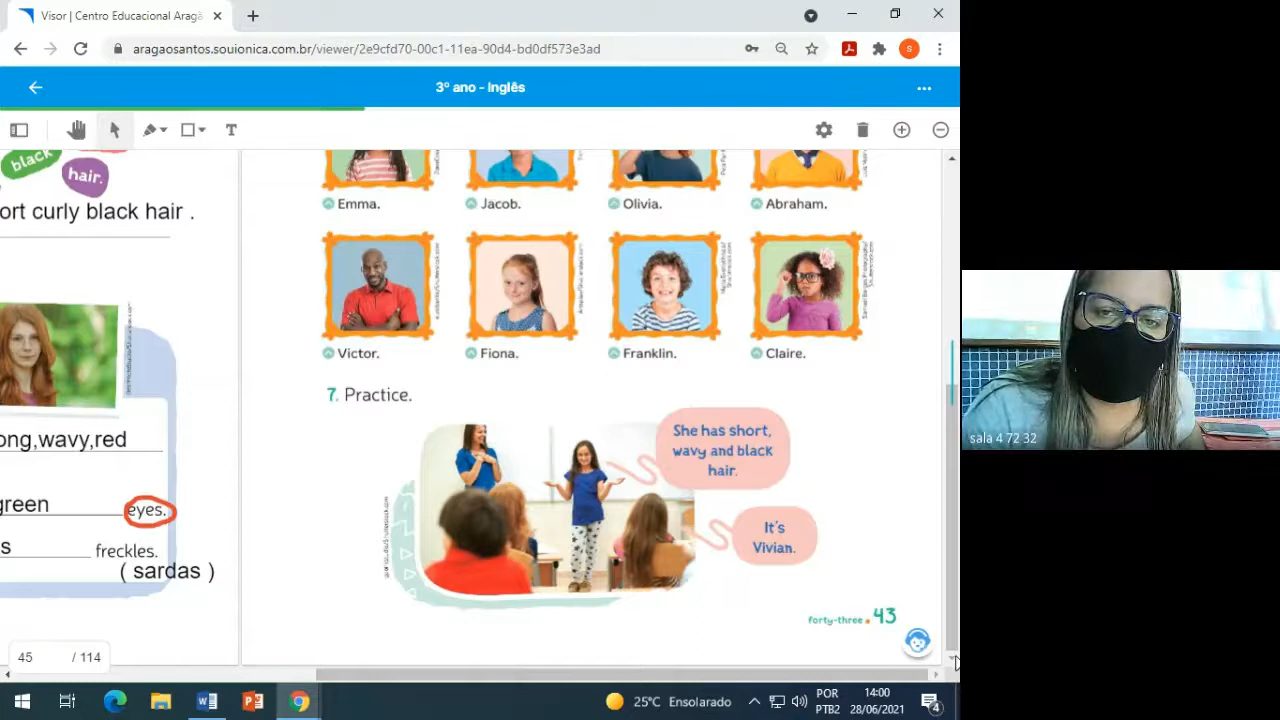 Visor | Centro Educacional Aragã
aragaosantos.souionica.com.br/viewer/2e9cfd70-00c1-11ea-90d4-bd0df573e3ad
S
3º ano - Inglês
T
black
hair.
ort curly black hair .
ong,wavy,red
green
eyes.
s
freckles.
( sardas )
Emma.
Jacob.
Olivia.
Abraham.
Victor.
Fiona.
Franklin.
Claire.
7. Practice.
She has short,
wavy and black
hair.
It's
Vivian.
forty-three • 43
45 / 114
sala 4 72 32
25°C Ensolarado
POR
PTB2
14:00
28/06/2021
4